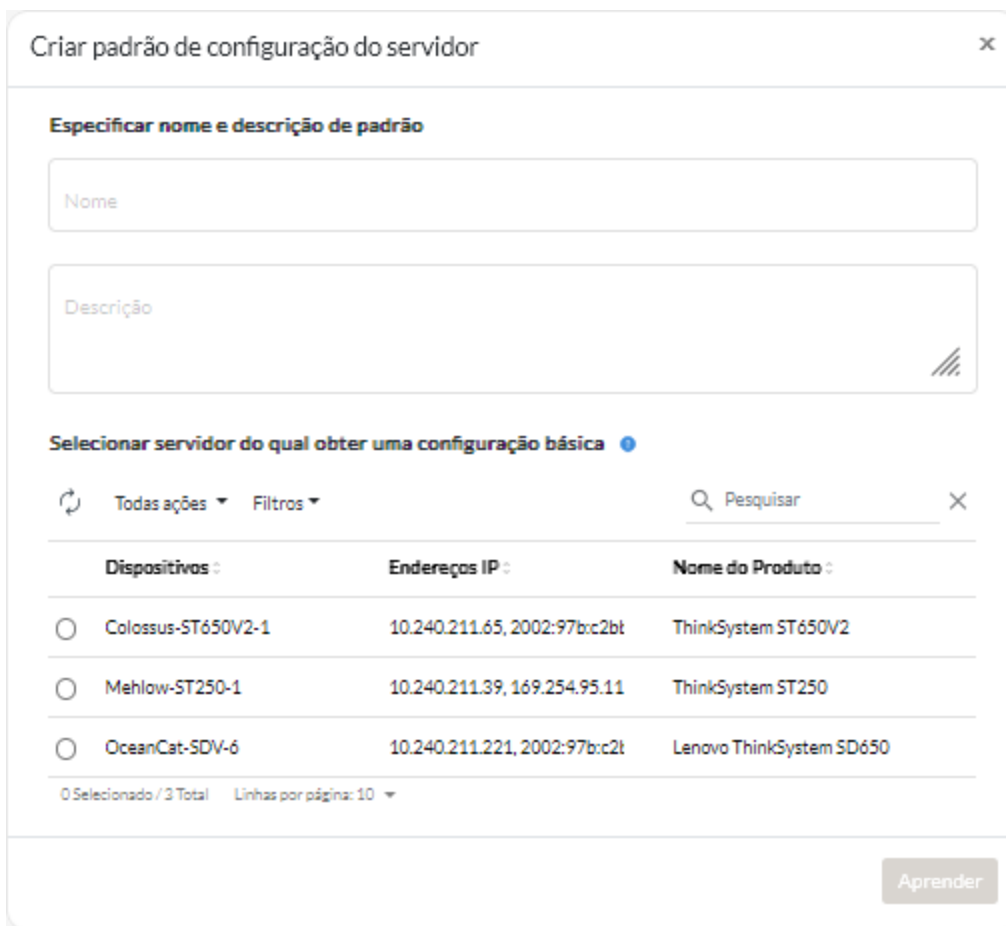 Criar padrão de configuração do servidor ×
Especificar nome e descrição de padrão
Nome
Descrição
Selecionar servidor do qual obter uma configuração básica
Todas ações Filtros Pesquisar
Dispositivos Endereços IP Nome do Produto
Colossus-ST650V2-1 10.240.211.65, 2002:97b:c2bb ThinkSystem ST650V2
Mehlow-ST250-1 10.240.211.39, 169.254.95.11 ThinkSystem ST250
OceanCat-SDV-6 10.240.211.221, 2002:97b:c2b Lenovo ThinkSystem SD650
0 Selecionado / 3 Total Linhas por página: 10
Aprender